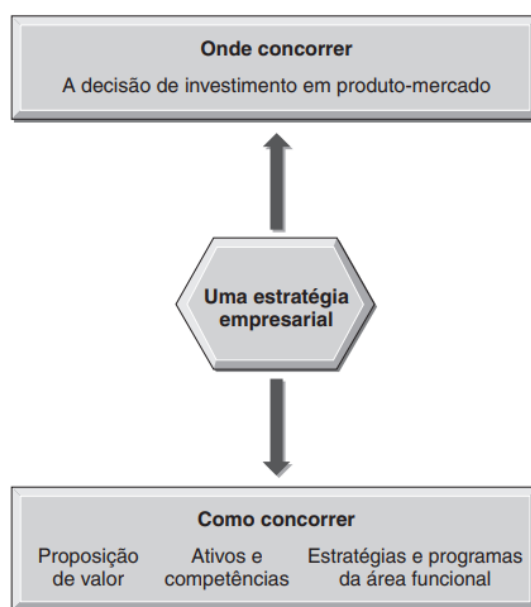 Onde concorrer
A decisão de investimento em produto-mercado
Uma estratégia
empresarial
Como concorrer
Proposição Ativos e Estratégias e programas
de valor competências da área funcional